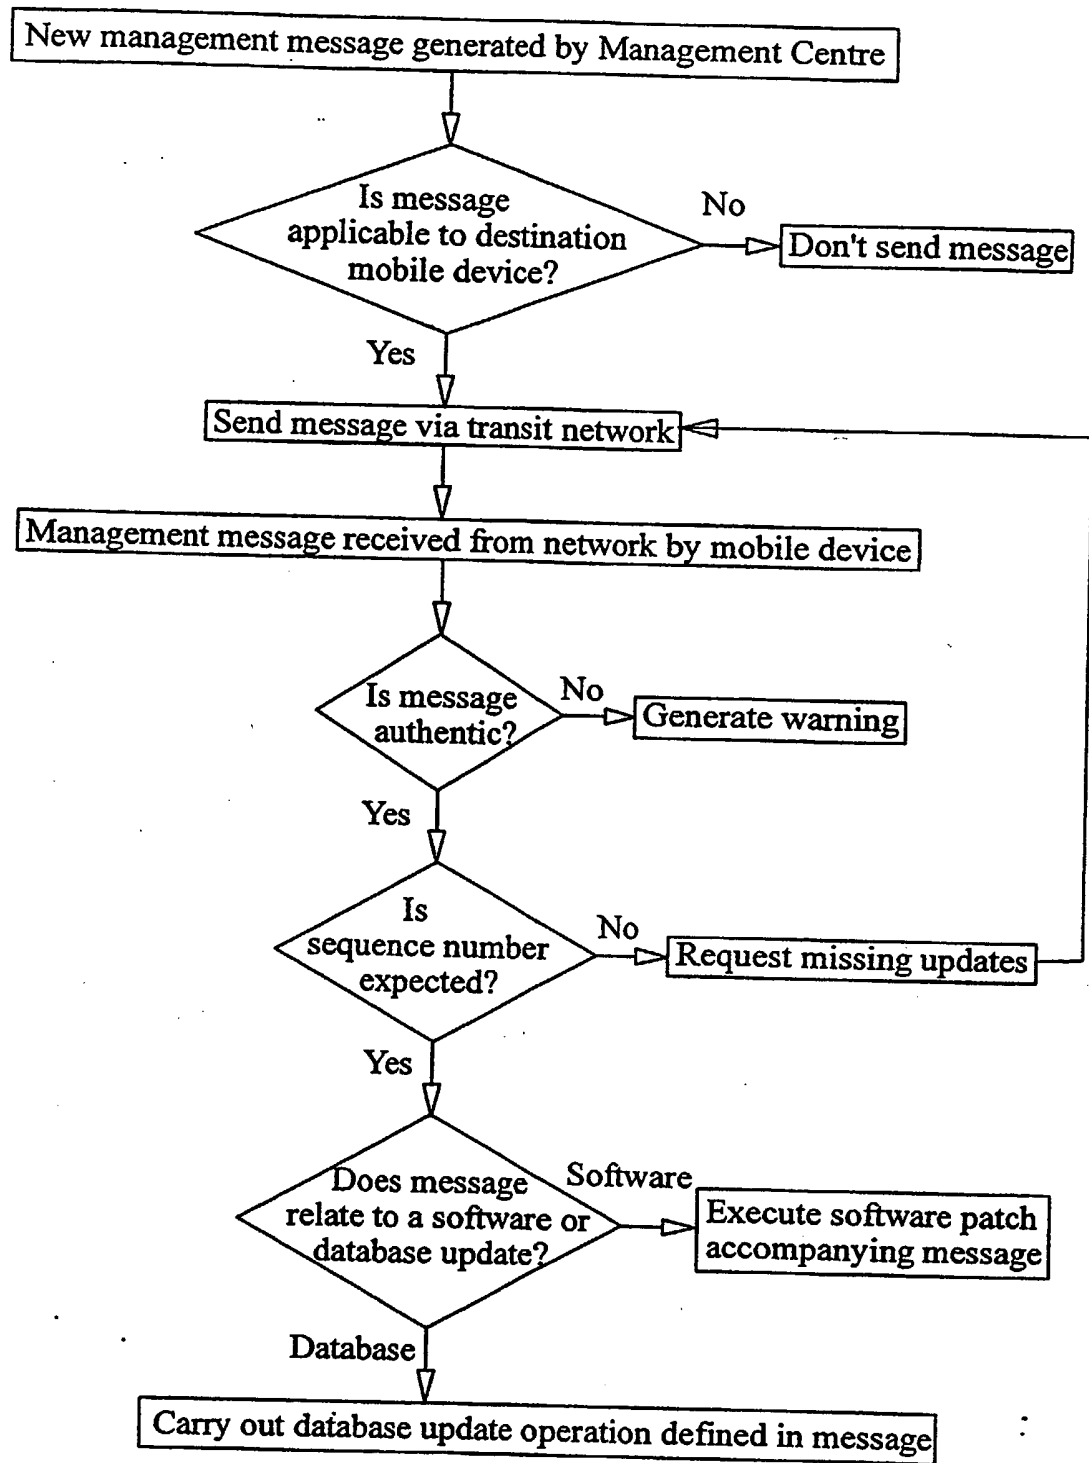 New management message generated by Management Centre
Is message
applicable to destination
mobile device?
No
Don't send message
Yes
Send message via transit network
Management message received from network by mobile device
Is message
authentic?
No
Generate warning
Yes
Is
sequence number
expected?
No
Request missing updates
Yes
Does message
relate to a software or
database update?
Software
Execute software patch
accompanying message
Database
Carry out database update operation defined in message